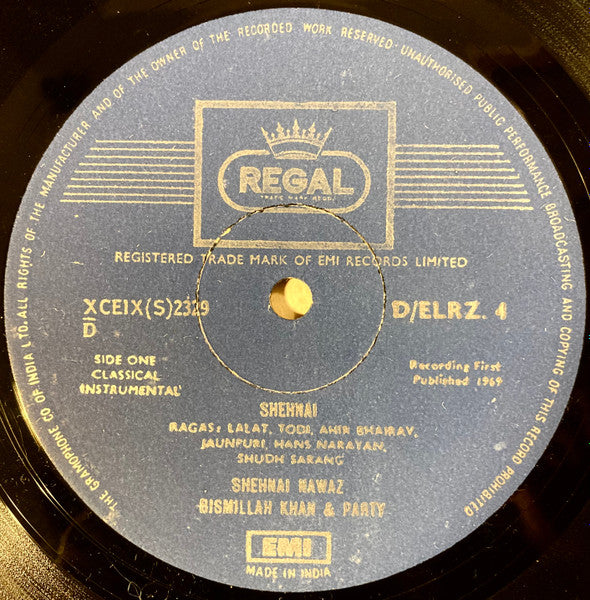 THE GRAMOPHONE CO OF INDIA LTD. ALL RIGHTS OF THE MANUFACTURER AND OF THE OWNER OF THE RECORDED WORK RESERVED · UNAUTHORISED PUBLIC PERFORMANCE BROADCASTING AND COPYING OF THIS RECORD PROHIBITED
REGAL
TRADE MARK REGD.
REGISTERED TRADE MARK OF EMI RECORDS LIMITED
XCEIX(S)2329
D
D/ELRZ. 4
SIDE ONE
CLASSICAL
INSTRUMENTAL
Recording First
Published 1969
SHEHNAI
RAGAS: LALAT, TODI, AHIR BHAIRAV,
JAUNPURI, HANS NARAYAN,
SHUDH SARANG
SHEHNAI NAWAZ
BISMILLAH KHAN & PARTY
EMI
MADE IN INDIA